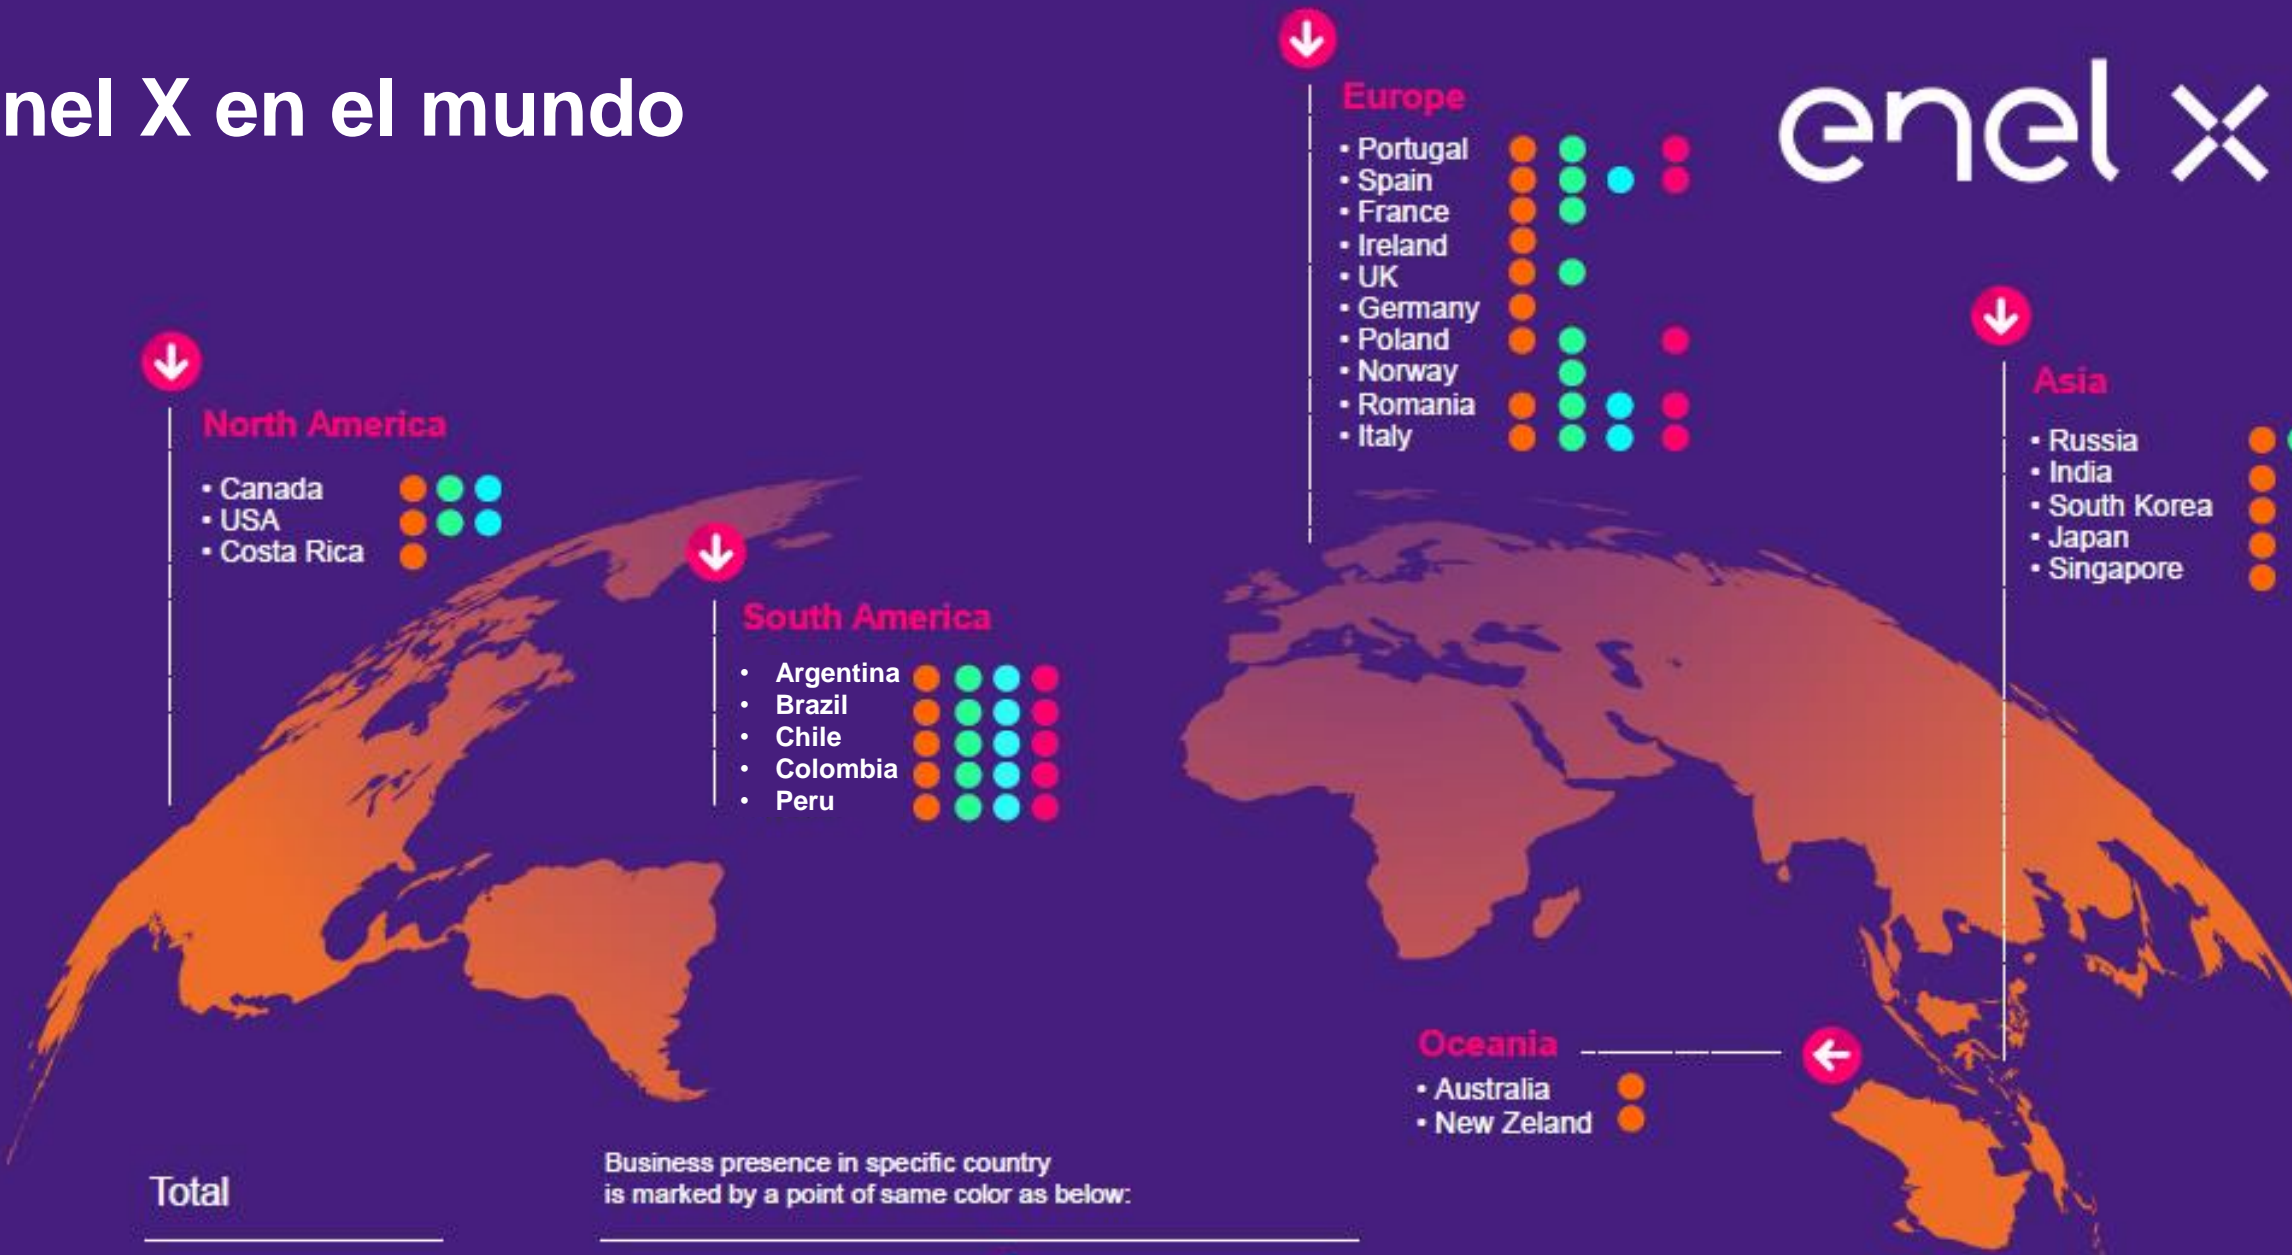 nel X en el mundo
enel x
Europe
• Portugal
• Spain
• France
• Ireland
• UK
• Germany
• Poland
• Norway
• Romania
• Italy
Asia
• Russia
• India
• South Korea
• Japan
• Singapore
North America
• Canada
• USA
• Costa Rica
South America
• Argentina
• Brazil
• Chile
• Colombia
• Peru
Oceania
• Australia
• New Zeland
Total
Business presence in specific country
is marked by a point of same color as below: